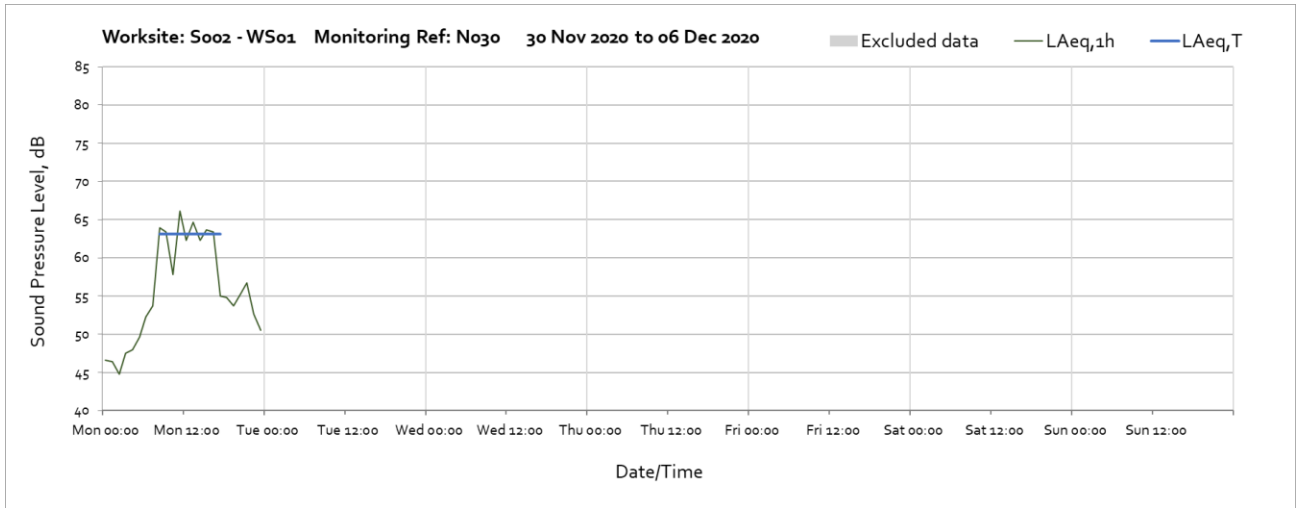 Worksite: S002 - WS01 Monitoring Ref: N030 30 Nov 2020 to 06 Dec 2020
Excluded data LAeq,1h LAeq,T
85
80
75
70
65
60
55
50
45
40
Sound Pressure Level, dB
Mon 00:00 Mon 12:00 Tue 00:00 Tue 12:00 Wed 00:00 Wed 12:00 Thu 00:00 Thu 12:00 Fri 00:00 Fri 12:00 Sat 00:00 Sat 12:00 Sun 00:00 Sun 12:00
Date/Time